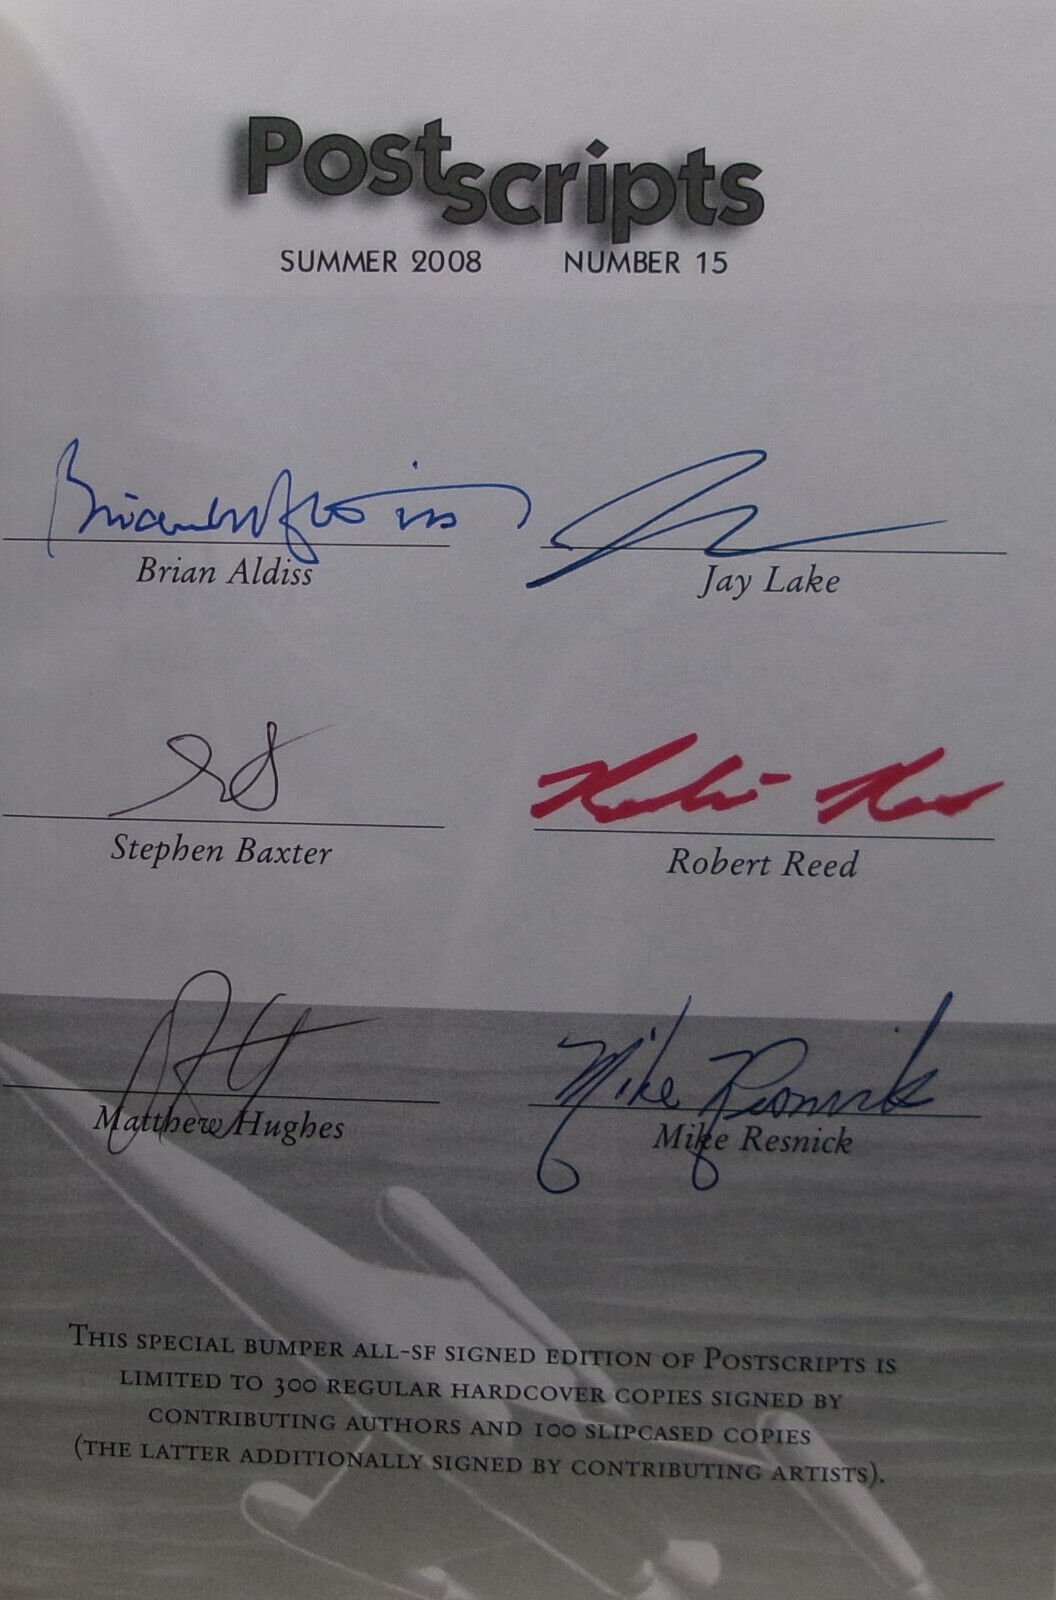 Postscripts
SUMMER 2008 NUMBER 15
Brian W. Aldiss
Brian Aldiss Jay Lake
Stephen Baxter Robert Reed
Mike Resnick
Matthew Hughes Mike Resnick
THIS SPECIAL BUMPER ALL-SF SIGNED EDITION OF POSTSCRIPTS IS
LIMITED TO 300 REGULAR HARDCOVER COPIES SIGNED BY
CONTRIBUTING AUTHORS AND 100 SLIPCASED COPIES
(THE LATTER ADDITIONALLY SIGNED BY CONTRIBUTING ARTISTS).